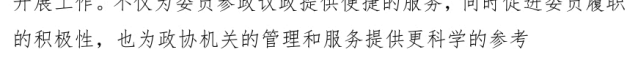 开展工作。不仅为委员参政议政提供便捷的服务，同时促进委员履职
的积极性，也为政协机关的管理和服务提供更科学的参考